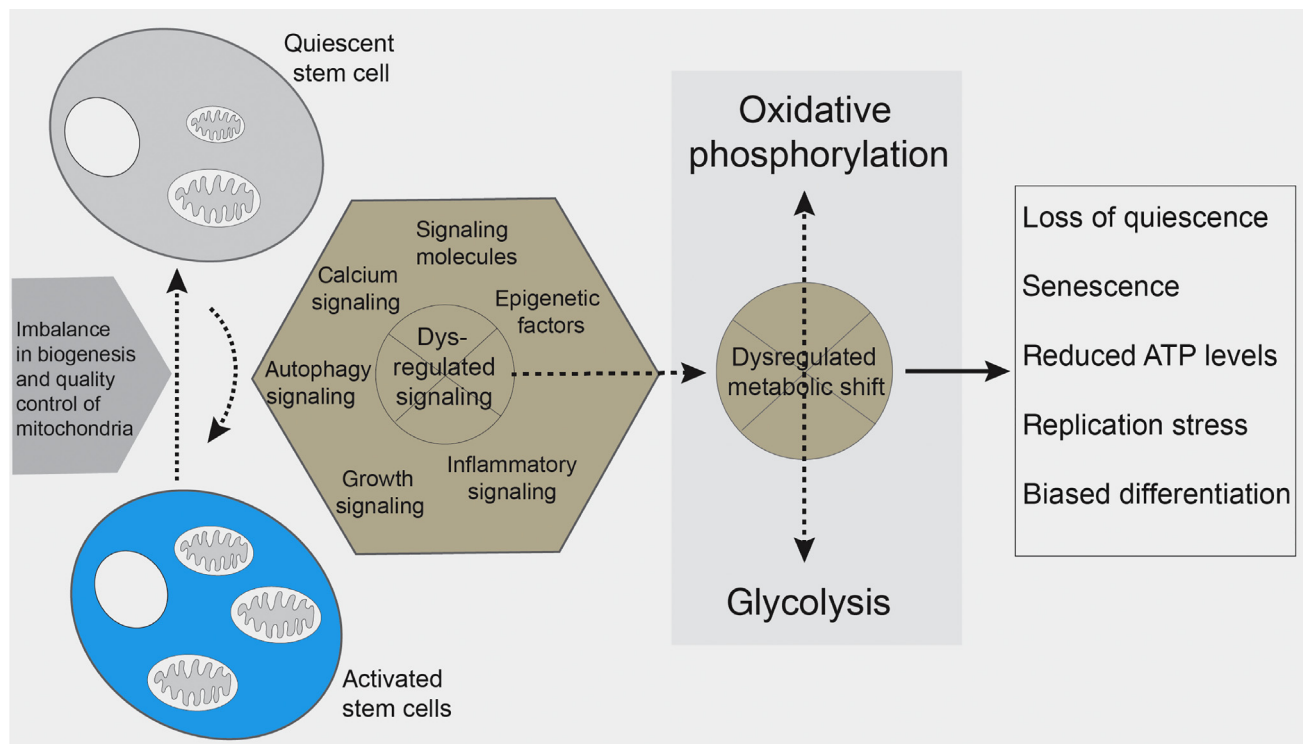 Quiescent
stem cell
Imbalance
in biogenesis
and quality
control of
mitochondria
Activated
stem cells
Signaling
molecules
Calcium
signaling
Epigenetic
factors
Autophagy
signaling
Dys-
regulated
signaling
Growth
signaling
Inflammatory
signaling
Oxidative
phosphorylation
Dysregulated
metabolic shift
Glycolysis
Loss of quiescence
Senescence
Reduced ATP levels
Replication stress
Biased differentiation